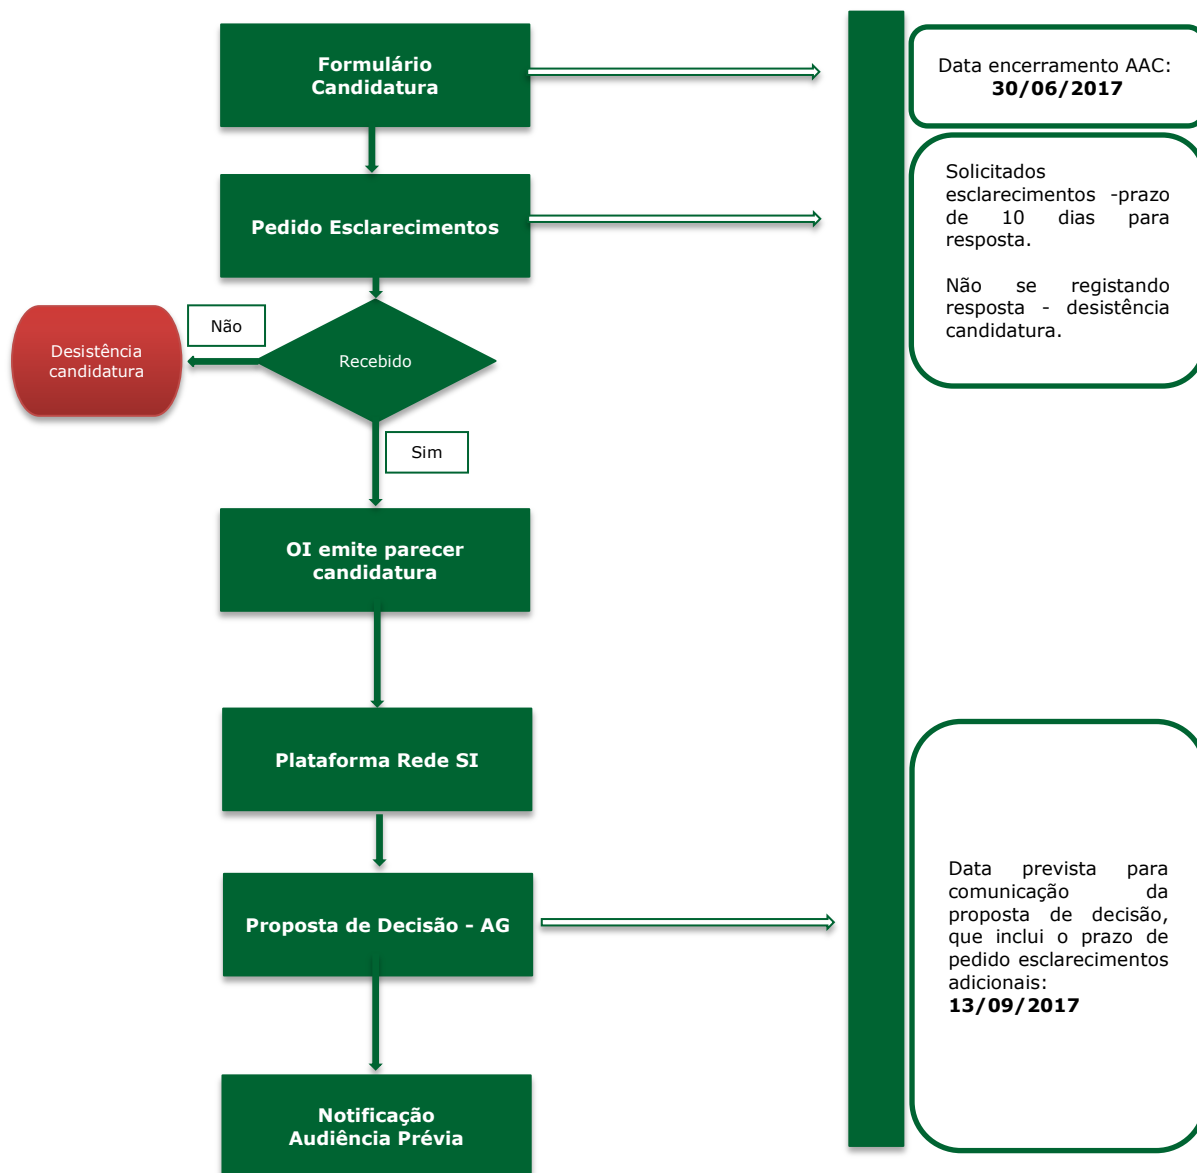 Formulário
Candidatura
Data encerramento AAC:
30/06/2017
Pedido Esclarecimentos
Solicitados
esclarecimentos -prazo
de 10 dias para
resposta.
Não se registando
resposta - desistência
candidatura.
Não
Desistência
candidatura
Recebido
Sim
OI emite parecer
candidatura
Plataforma Rede SI
Proposta de Decisão - AG
Data prevista para
comunicação da
proposta de decisão,
que inclui o prazo de
pedido esclarecimentos
adicionais:
13/09/2017
Notificação
Audiência Prévia